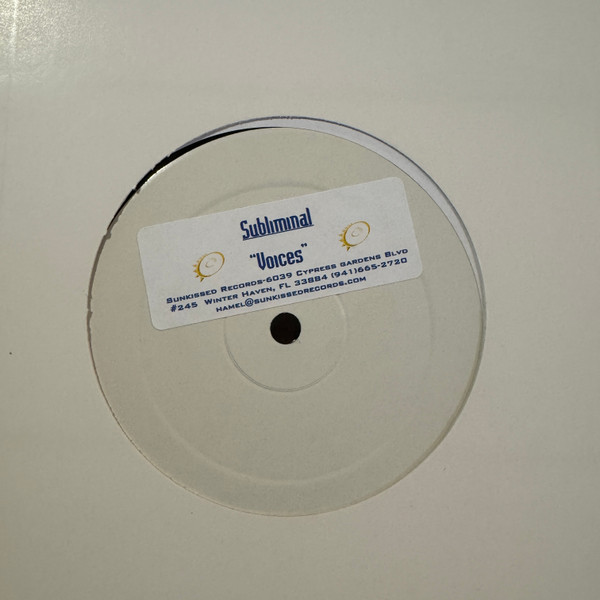 Subliminal
"Voices"
Sunkissed Records-6039 Cypress gardens Blvd
#245 Winter Haven, FL 33884 (941)665-2720
hamel@sunkissedrecords.com